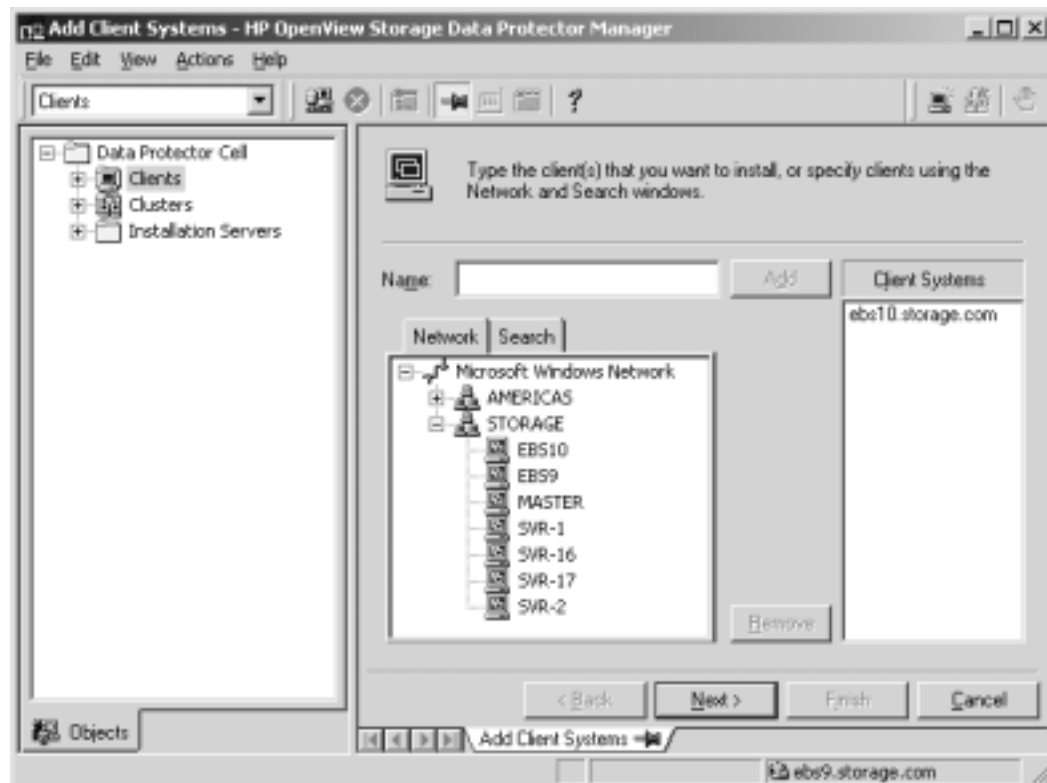 Add Client Systems - HP OpenView Storage Data Protector Manager
File Edit View Actions Help
Clients
Data Protector Cell
Clients
Clusters
Installation Servers
Type the client(s) that you want to install, or specify clients using the
Network and Search windows.
Name:
Add
Client Systems
ebs10.storage.com
Network Search
Microsoft Windows Network
AMERICAS
STORAGE
EBS10
EBS9
MASTER
SVR-1
SVR-16
SVR-17
SVR-2
Remove
< Back Next > Finish Cancel
Objects
Add Client Systems
ebs9.storage.com